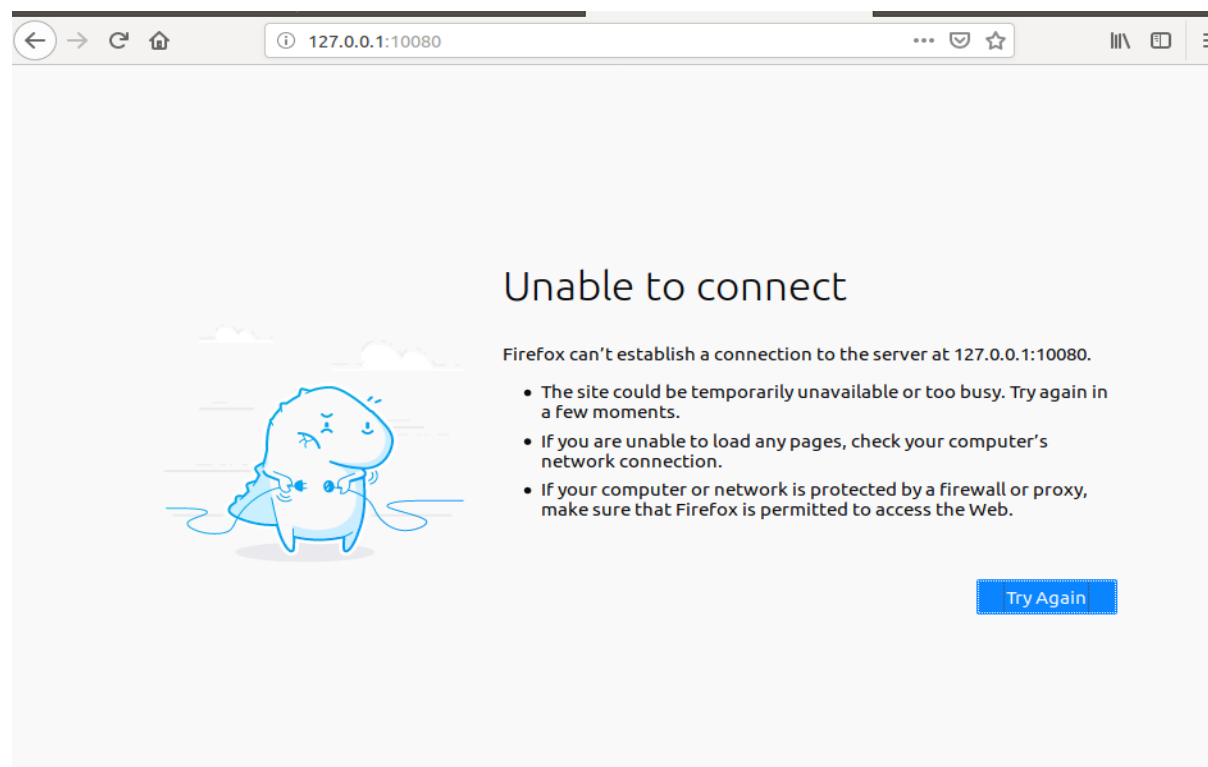 127.0.0.1:10080
Unable to connect
Firefox can’t establish a connection to the server at 127.0.0.1:10080.
• The site could be temporarily unavailable or too busy. Try again in
a few moments.
• If you are unable to load any pages, check your computer’s
network connection.
• If your computer or network is protected by a firewall or proxy,
make sure that Firefox is permitted to access the Web.
Try Again